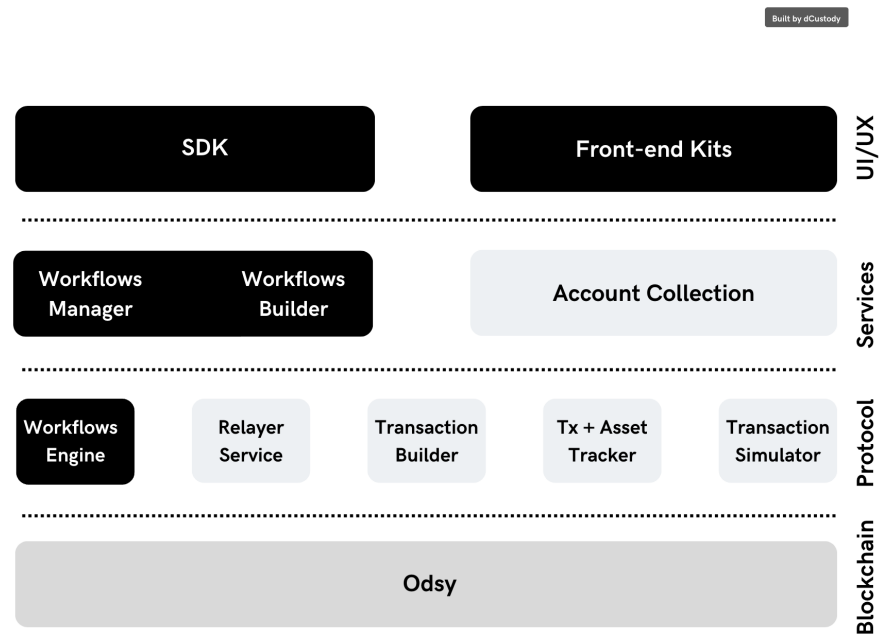 Built by dCustody
SDK
Front-end Kits
UI/UX
Workflows
Manager
Workflows
Builder
Account Collection
Services
Workflows
Engine
Relayer
Service
Transaction
Builder
Tx + Asset
Tracker
Transaction
Simulator
Protocol
Odsy
Blockchain